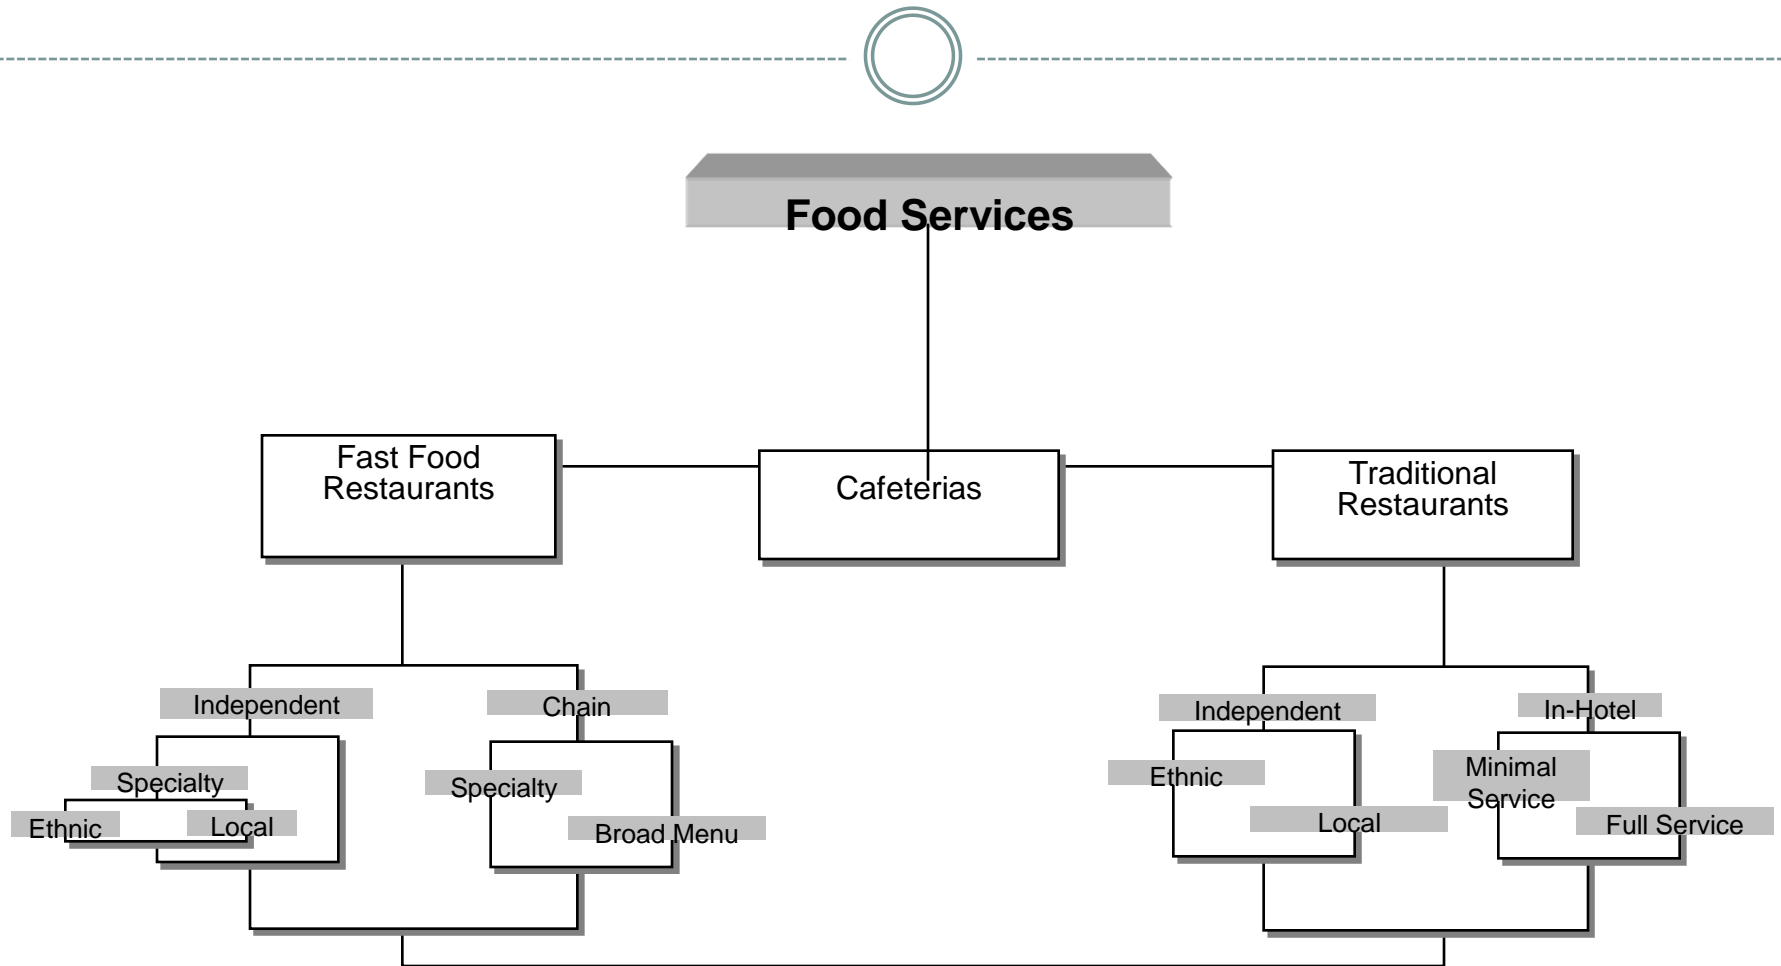 Food Services
Fast Food
Restaurants
Cafeterias
Traditional
Restaurants
Independent
Chain
Specialty
Ethnic
Local
Specialty
Broad Menu
Independent
In-Hotel
Ethnic
Local
Minimal
Service
Full Service